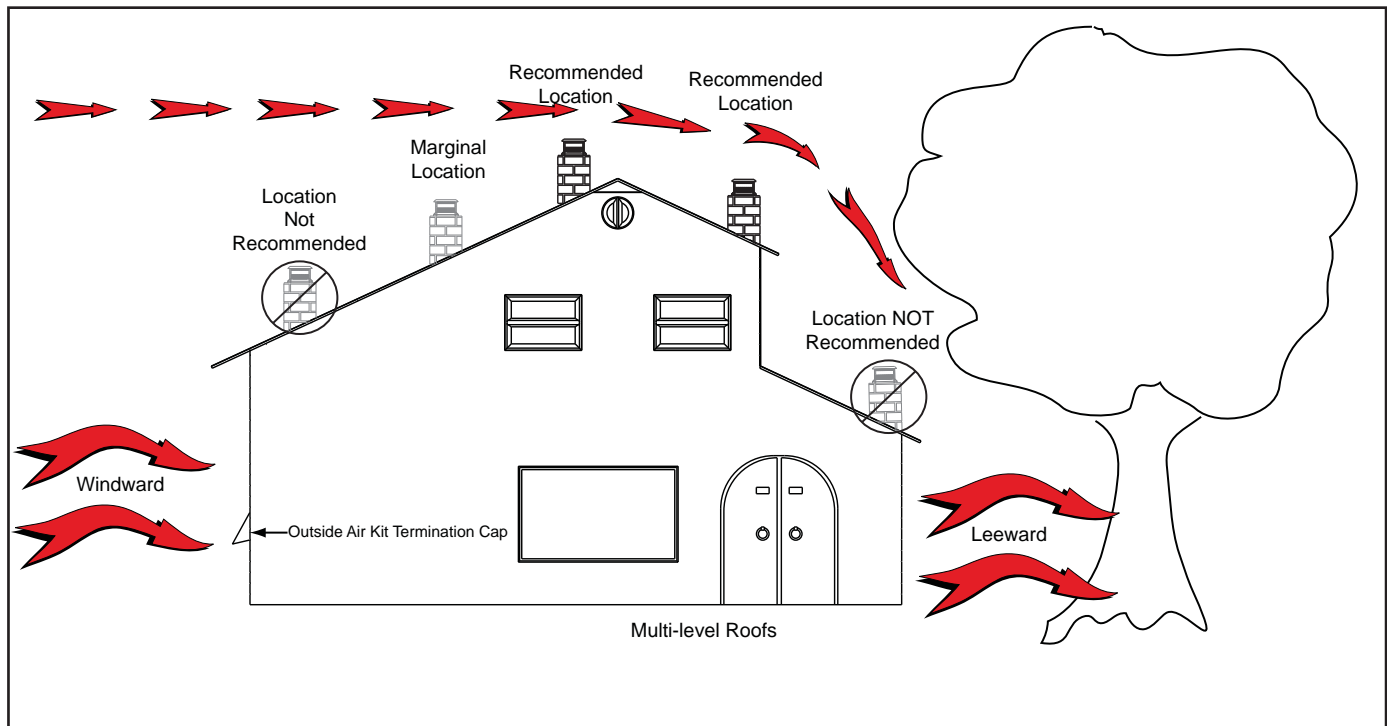 Recommended
Location
Recommended
Location
Marginal
Location
Location
Not
Recommended
Location NOT
Recommended
Windward
Outside Air Kit Termination Cap
Leeward
Multi-level Roofs